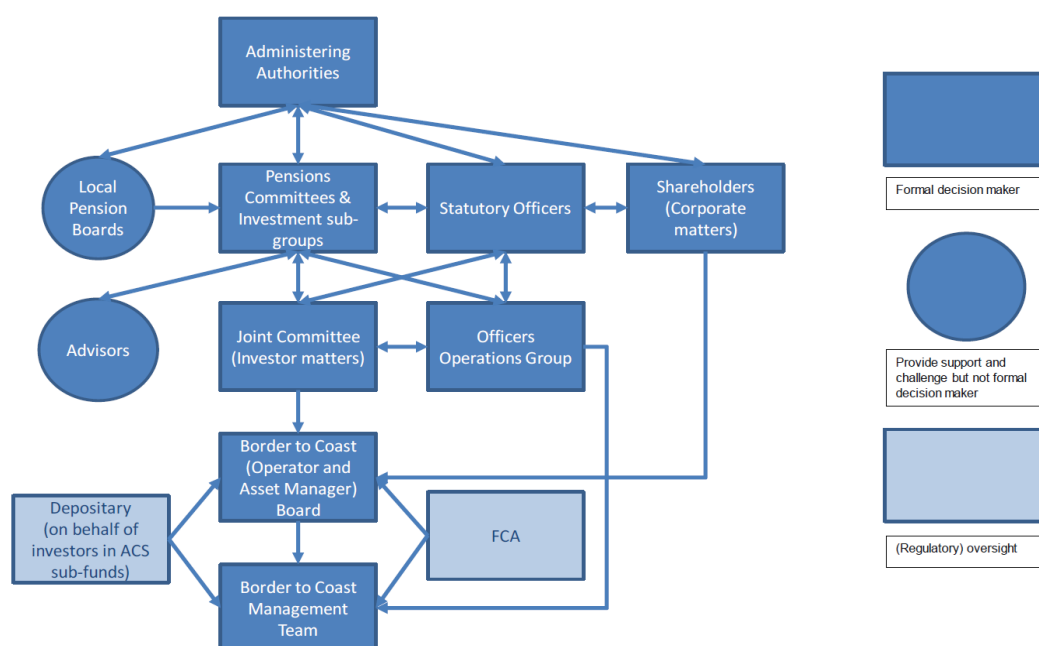 Administering
Authorities
Local
Pension
Boards
Pensions
Committees &
Investment sub-
groups
Statutory Officers
Shareholders
(Corporate
matters)
Advisors
Joint Committee
(Investor matters)
Officers
Operations Group
Border to Coast
(Operator and
Asset Manager)
Board
Depositary
(on behalf of
investors in ACS
sub-funds)
FCA
Border to Coast
Management
Team
Formal decision maker
Provide support and
challenge but not formal
decision maker
(Regulatory) oversight